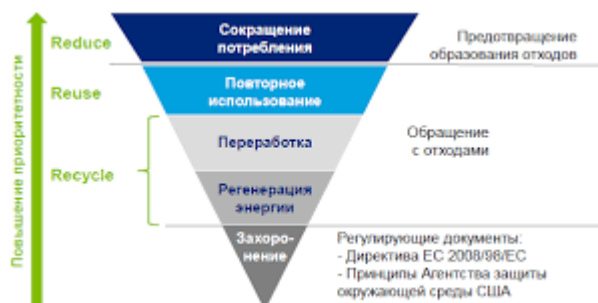 Повышение приоритетности
Reduce
Сокращение
потребления
Предотвращение
образования отходов
Reuse
Повторное
использование
Recycle
Переработка
Обращение
с отходами
Регенерация
энергии
Захоро-
нение
Регулирующие документы:
- Директива ЕС 2008/98/ЕС
- Принципы Агентства защиты
окружающей среды США